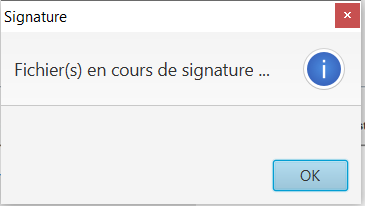 Signature
Fichier(s) en cours de signature ...
OK